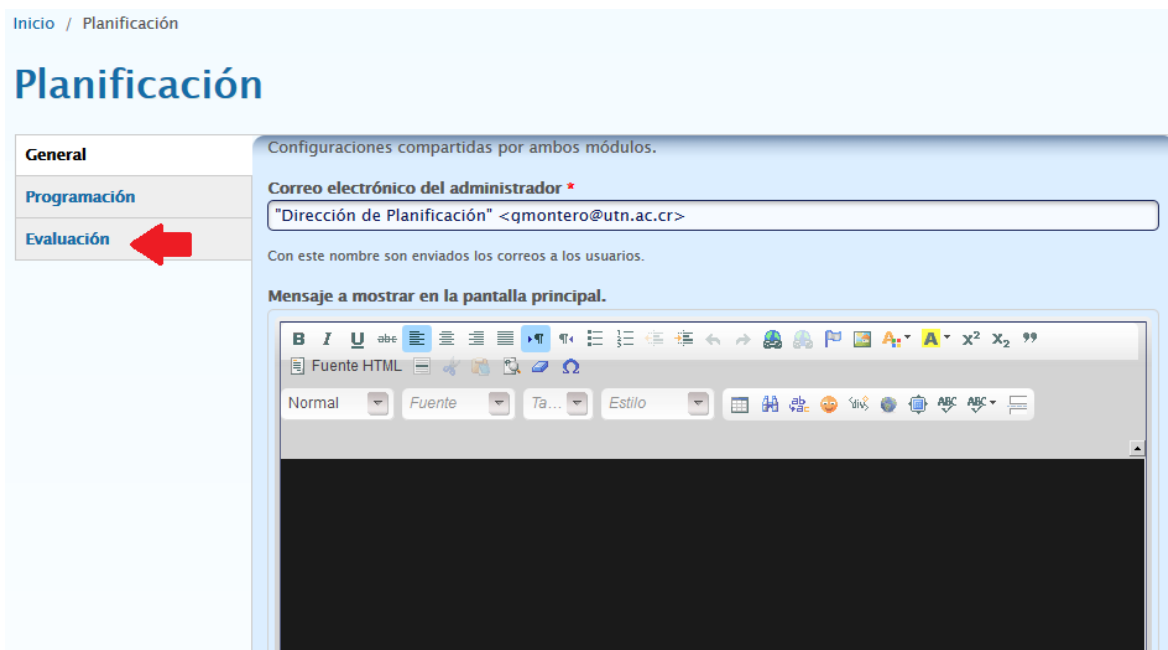 Inicio / Planificación
Planificación
General
Programación
Evaluación
Configuraciones compartidas por ambos módulos.
Correo electrónico del administrador *
"Dirección de Planificación" <qmontero@utn.ac.cr>
Con este nombre son enviados los correos a los usuarios.
Mensaje a mostrar en la pantalla principal.
B I U abc A A x² x₂ ”
Fuente HTML Ω
Normal Fuente Ta... Estilo ABC ABC